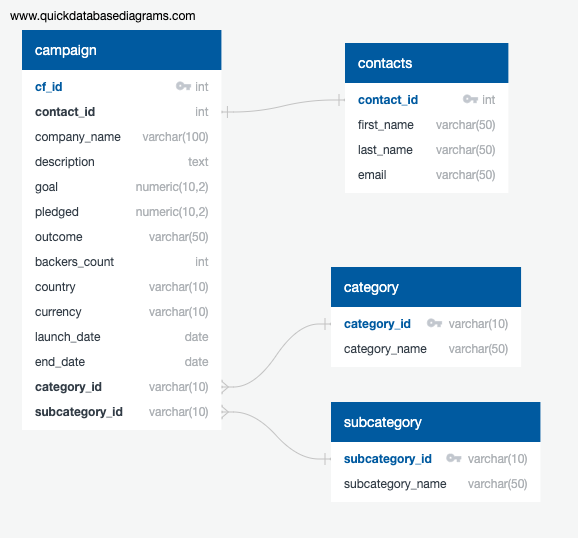 www.quickdatabasediagrams.com
campaign
cf_id int
contact_id int
company_name varchar(100)
description text
goal numeric(10,2)
pledged numeric(10,2)
outcome varchar(50)
backers_count int
country varchar(10)
currency varchar(10)
launch_date date
end_date date
category_id varchar(10)
subcategory_id varchar(10)
contacts
contact_id int
first_name varchar(50)
last_name varchar(50)
email varchar(50)
category
category_id varchar(10)
category_name varchar(50)
subcategory
subcategory_id varchar(10)
subcategory_name varchar(50)